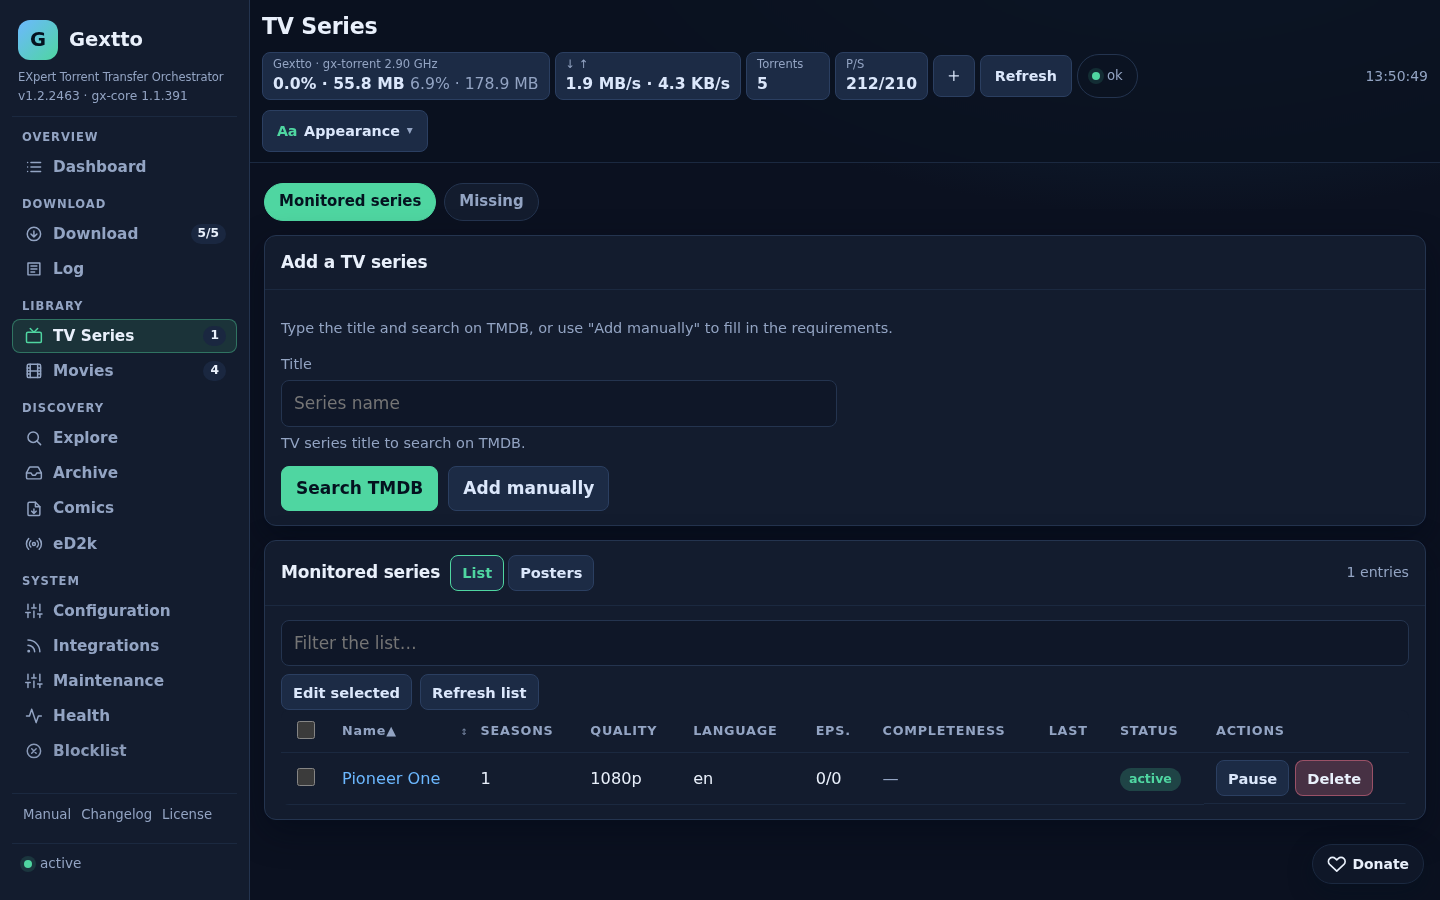 G Gextto
EXpert Torrent Transfer Orchestrator
v1.2.2463 · gx-core 1.1.391
OVERVIEW
Dashboard
DOWNLOAD
Download 5/5
Log
LIBRARY
TV Series 1
Movies 4
DISCOVERY
Explore
Archive
Comics
eD2k
SYSTEM
Configuration
Integrations
Maintenance
Health
Blocklist
Manual Changelog License
active
TV Series
Gextto · gx-torrent 2.90 GHz
0.0% · 55.8 MB 6.9% · 178.9 MB
↓ ↑
1.9 MB/s · 4.3 KB/s
Torrents
5
P/S
212/210
+
Refresh
ok
13:50:49
Aa Appearance ▾
Monitored series Missing
Add a TV series
Type the title and search on TMDB, or use "Add manually" to fill in the requirements.
Title
Series name
TV series title to search on TMDB.
Search TMDB Add manually
Monitored series List Posters 1 entries
Filter the list...
Edit selected Refresh list
Name▲ ↕ SEASONS QUALITY LANGUAGE EPS. COMPLETENESS LAST STATUS ACTIONS
Pioneer One 1 1080p en 0/0 — active Pause Delete
Donate